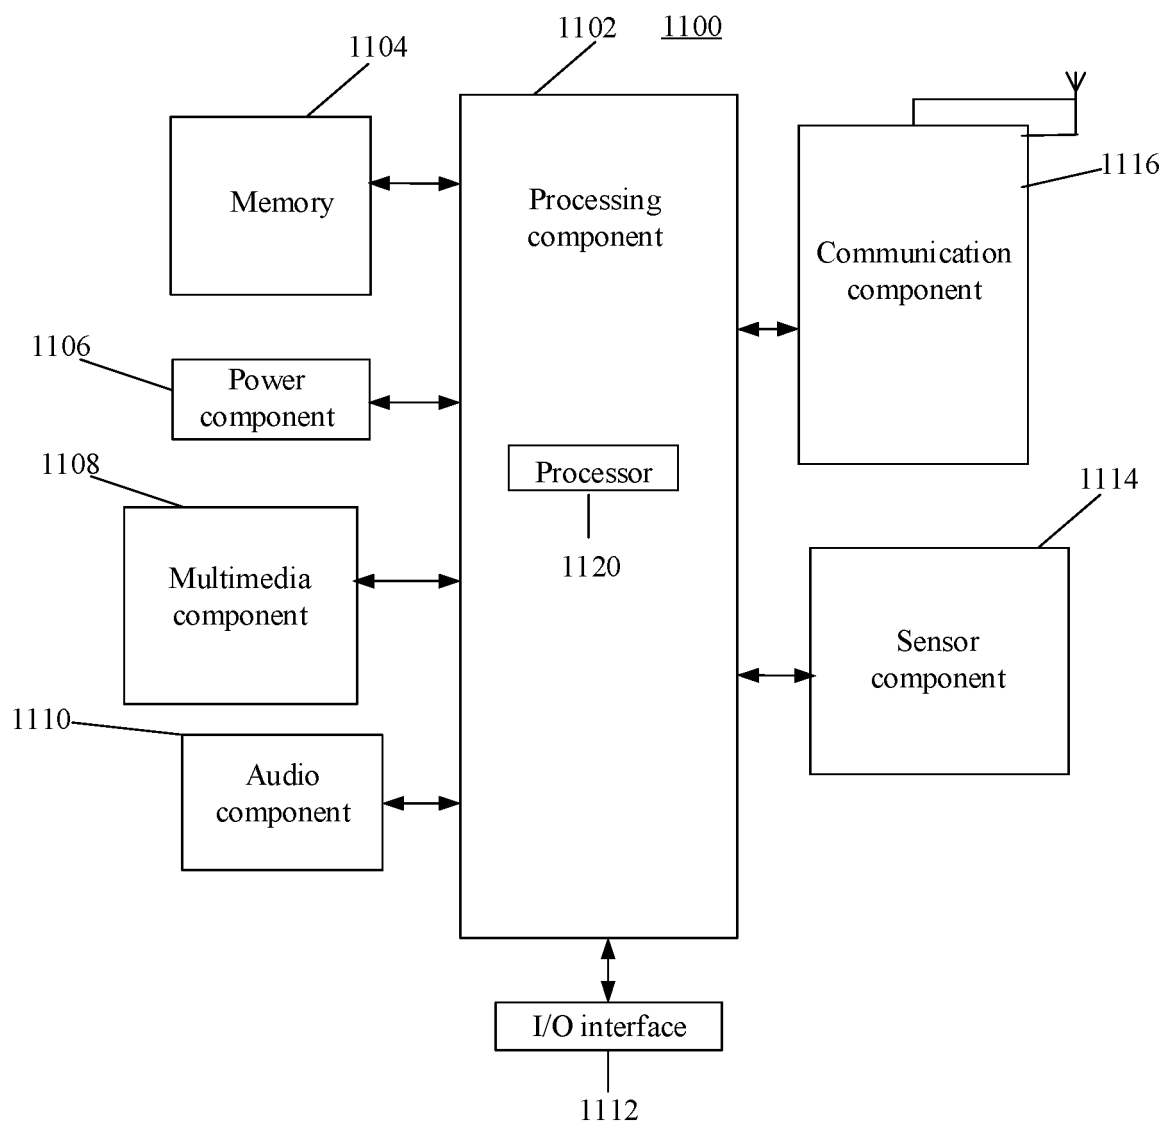 1102
1100
1104
Memory
Processing
component
1116
Communication
component
1106
Power
component
1108
Multimedia
component
Processor
1120
1114
Sensor
component
1110
Audio
component
I/O interface
1112